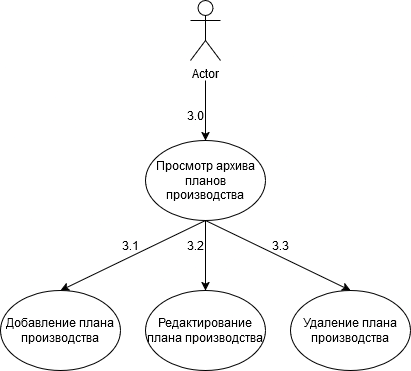 Actor
3.0
Просмотр архива
планов
производства
3.1
3.2
3.3
Добавление плана
производства
Редактирование
плана производства
Удаление плана
производства